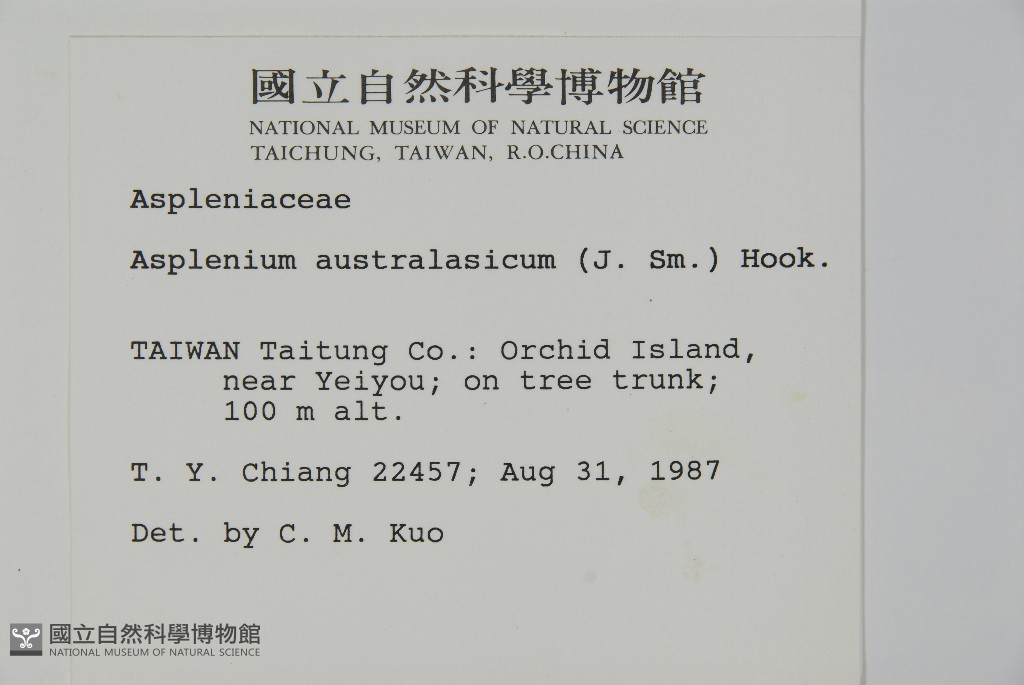 國立自然科學博物館
NATIONAL MUSEUM OF NATURAL SCIENCE
TAICHUNG, TAIWAN, R.O.CHINA
Aspleniaceae
Asplenium australasicum (J. Sm.) Hook.
TAIWAN Taitung Co.: Orchid Island,
near Yeiyou; on tree trunk;
100 m alt.
T. Y. Chiang 22457; Aug 31, 1987
Det. by C. M. Kuo
國立自然科學博物館
NATIONAL MUSEUM OF NATURAL SCIENCE